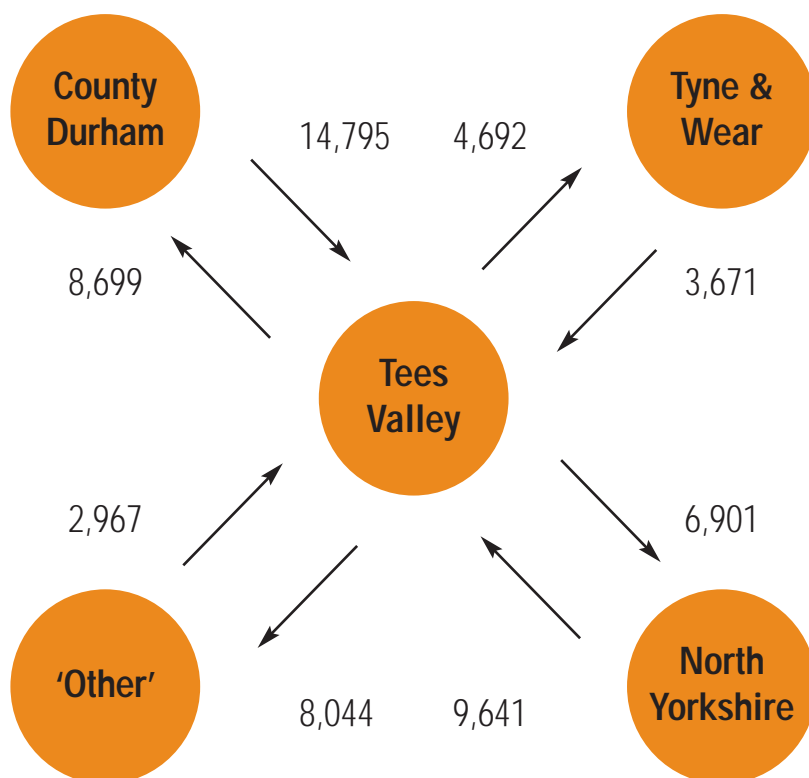 County
Durham
14,795
4,692
Tyne &
Wear
8,699
3,671
Tees
Valley
2,967
6,901
‘Other’
8,044
9,641
North
Yorkshire